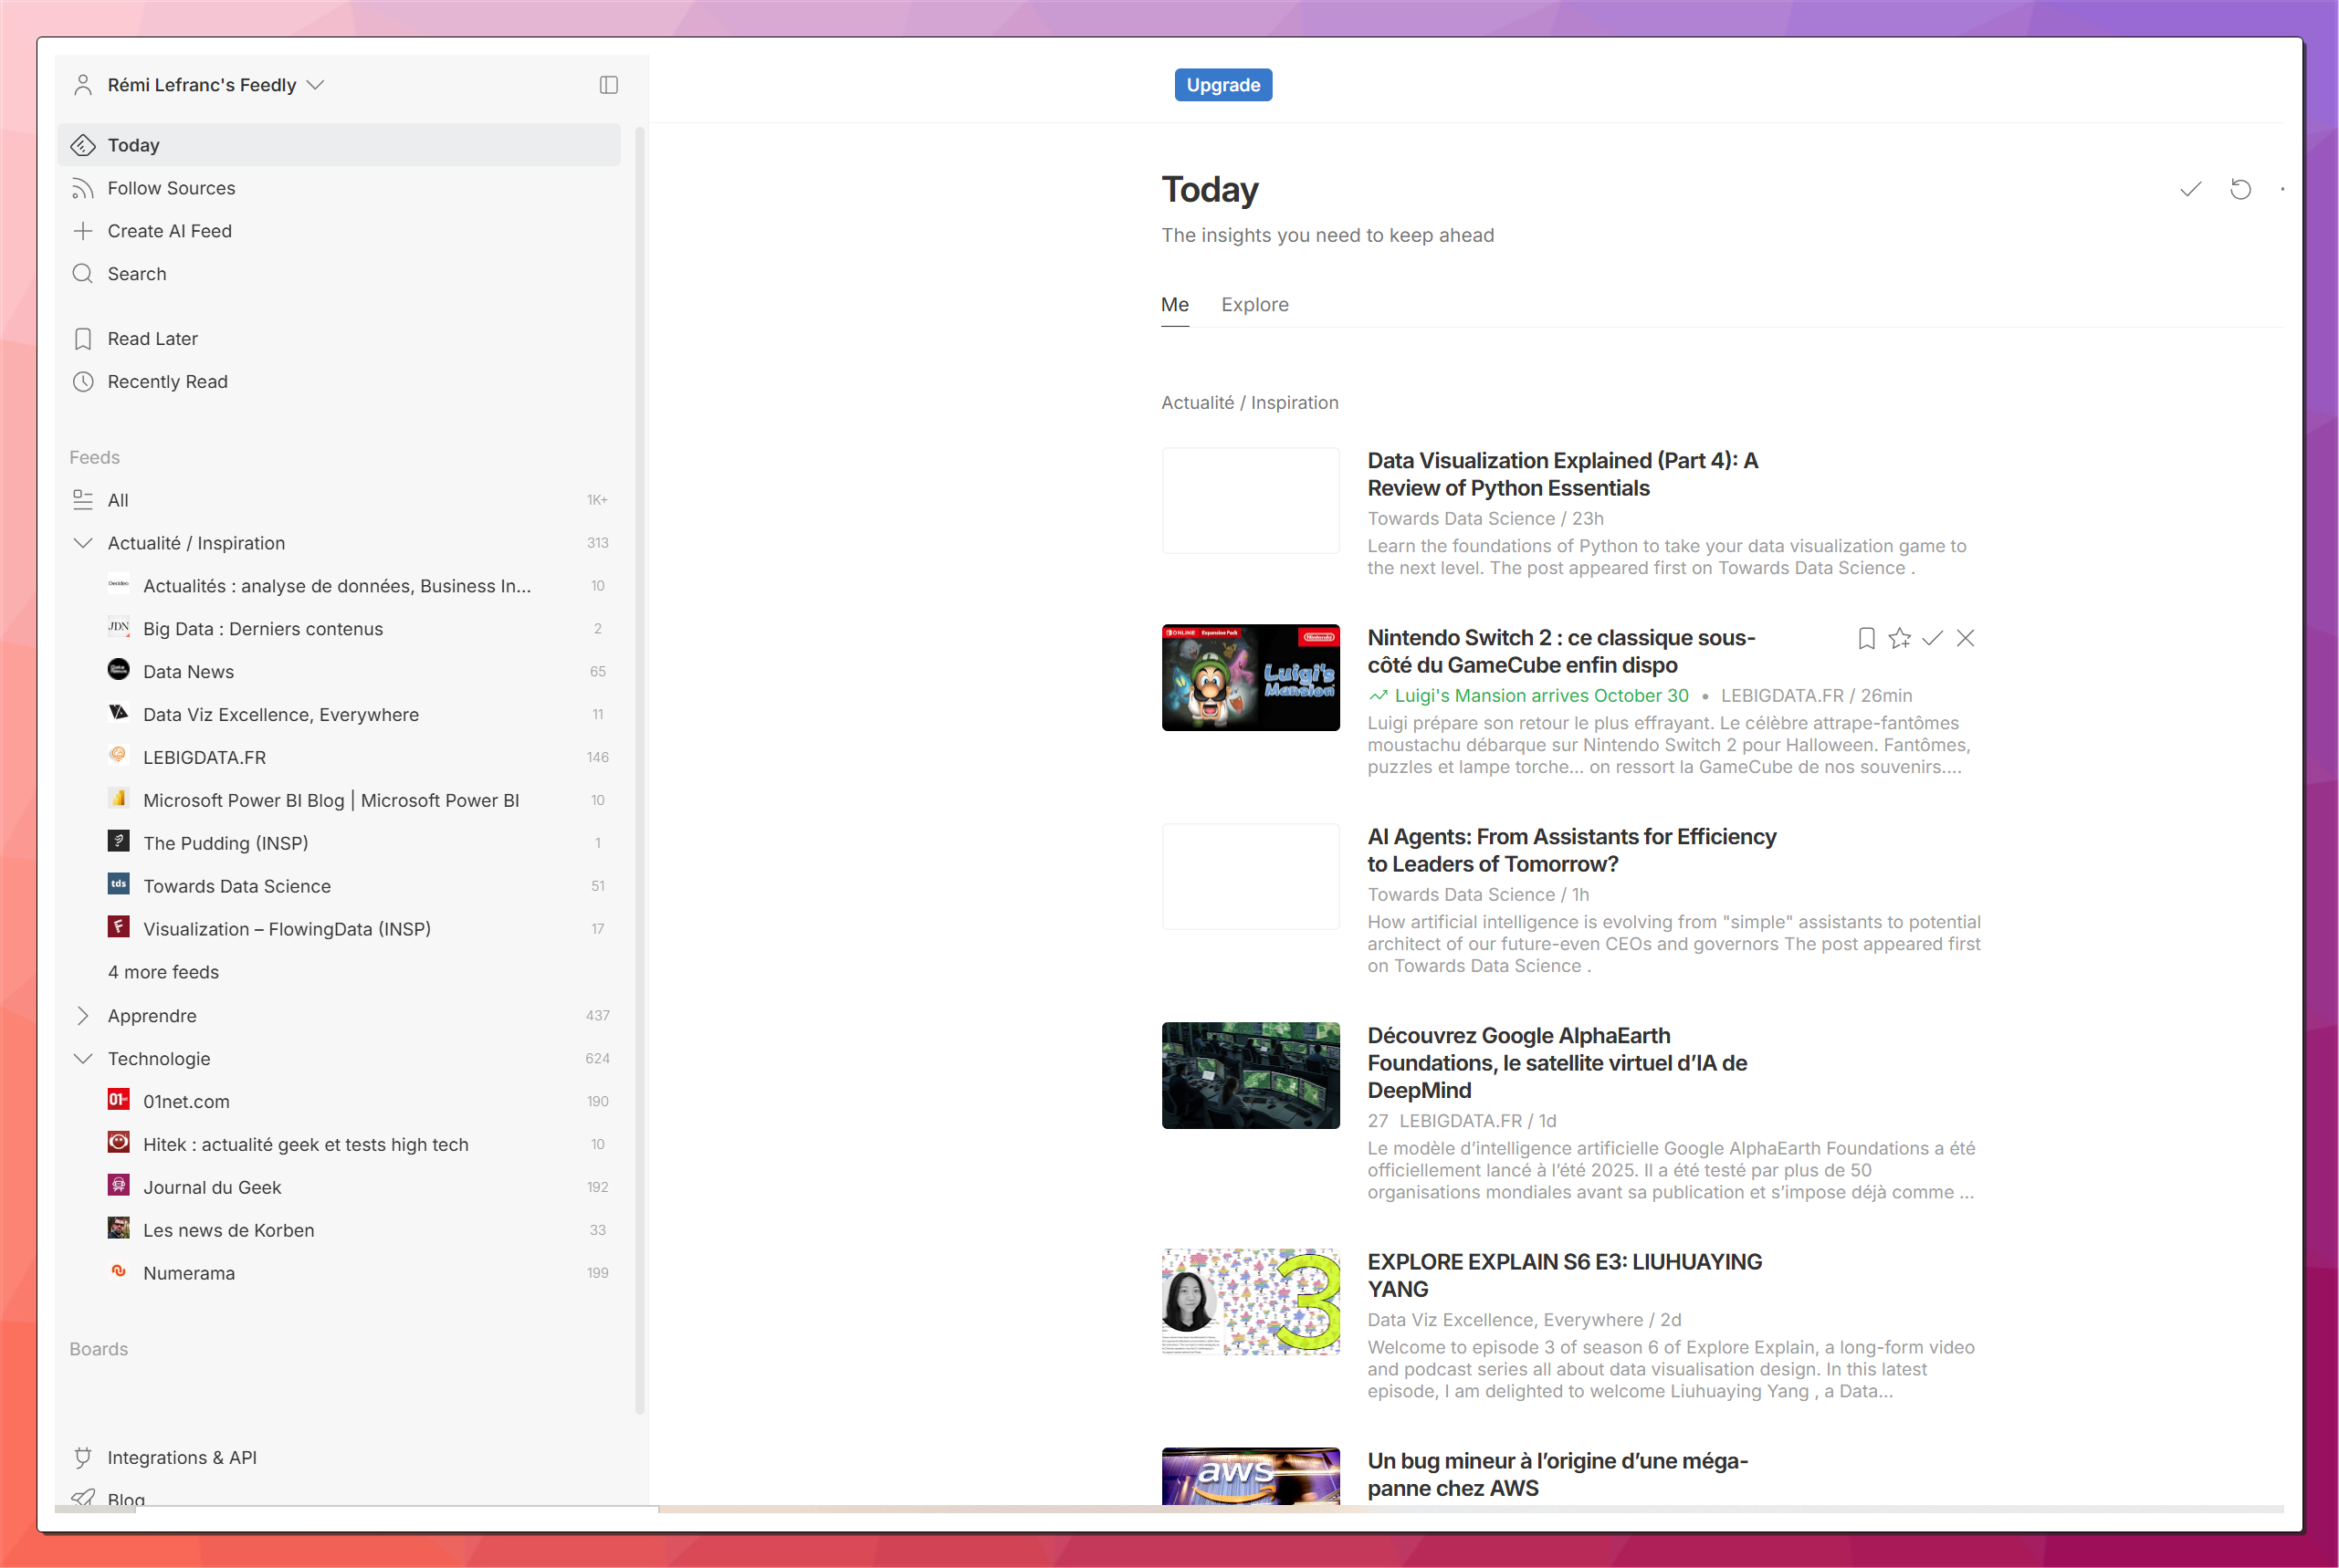 Rémi Lefranc's Feedly
Today
Follow Sources
Create AI Feed
Search
Read Later
Recently Read
Feeds
All 1K+
Actualité / Inspiration 313
Actualités : analyse de données, Business In... 10
JDN Big Data : Derniers contenus 2
Data News 65
Data Viz Excellence, Everywhere 11
LEBIGDATA.FR 146
Microsoft Power BI Blog | Microsoft Power BI 10
The Pudding (INSP) 1
tds Towards Data Science 51
Visualization – FlowingData (INSP) 17
4 more feeds
Apprendre 437
Technologie 624
01net.com 190
Hitek : actualité geek et tests high tech 10
Journal du Geek 192
Les news de Korben 33
Numerama 199
Boards
Integrations & API
Blog
Upgrade
Today
The insights you need to keep ahead
Me Explore
Actualité / Inspiration
Data Visualization Explained (Part 4): A
Review of Python Essentials
Towards Data Science / 23h
Learn the foundations of Python to take your data visualization game to
the next level. The post appeared first on Towards Data Science .
ONLINE Expansion Pack
Nintendo
Luigi's
Mansion
Nintendo Switch 2 : ce classique sous-
côté du GameCube enfin dispo
Luigi's Mansion arrives October 30 • LEBIGDATA.FR / 26min
Luigi prépare son retour le plus effrayant. Le célèbre attrape-fantômes
moustachu débarque sur Nintendo Switch 2 pour Halloween. Fantômes,
puzzles et lampe torche... on ressort la GameCube de nos souvenirs....
AI Agents: From Assistants for Efficiency
to Leaders of Tomorrow?
Towards Data Science / 1h
How artificial intelligence is evolving from "simple" assistants to potential
architect of our future-even CEOs and governors The post appeared first
on Towards Data Science .
Découvrez Google AlphaEarth
Foundations, le satellite virtuel d’IA de
DeepMind
27 LEBIGDATA.FR / 1d
Le modèle d’intelligence artificielle Google AlphaEarth Foundations a été
officiellement lancé à l’été 2025. Il a été testé par plus de 50
organisations mondiales avant sa publication et s’impose déjà comme ...
3
EXPLORE EXPLAIN S6 E3: LIUHUAYING
YANG
Data Viz Excellence, Everywhere / 2d
Welcome to episode 3 of season 6 of Explore Explain, a long-form video
and podcast series all about data visualisation design. In this latest
episode, I am delighted to welcome Liuhuaying Yang , a Data...
aws
Un bug mineur à l’origine d’une méga-
panne chez AWS